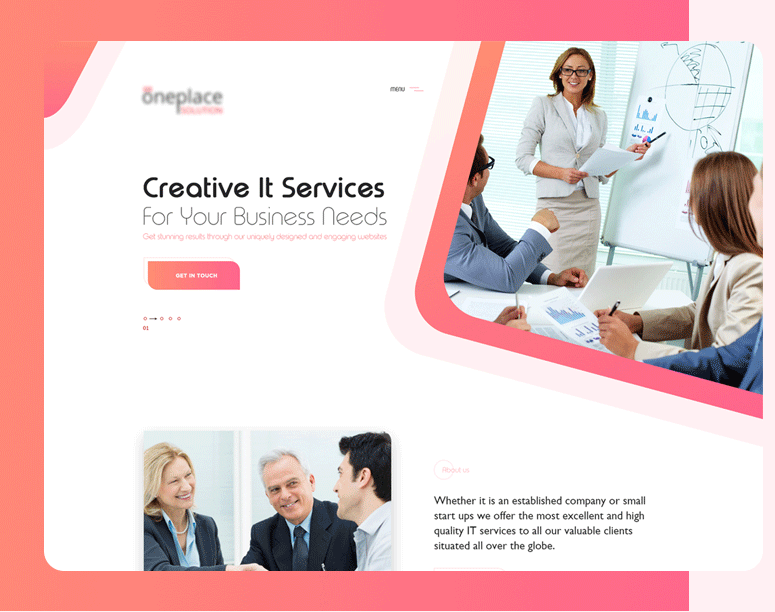 oneplace
SOLUTION
MENU
Creative It Services
For Your Business Needs
Get stunning results through our uniquely designed and engaging websites
GET IN TOUCH
01
About us
Whether it is an established company or small
start ups we offer the most excellent and high
quality IT services to all our valuable clients
situated all over the globe.